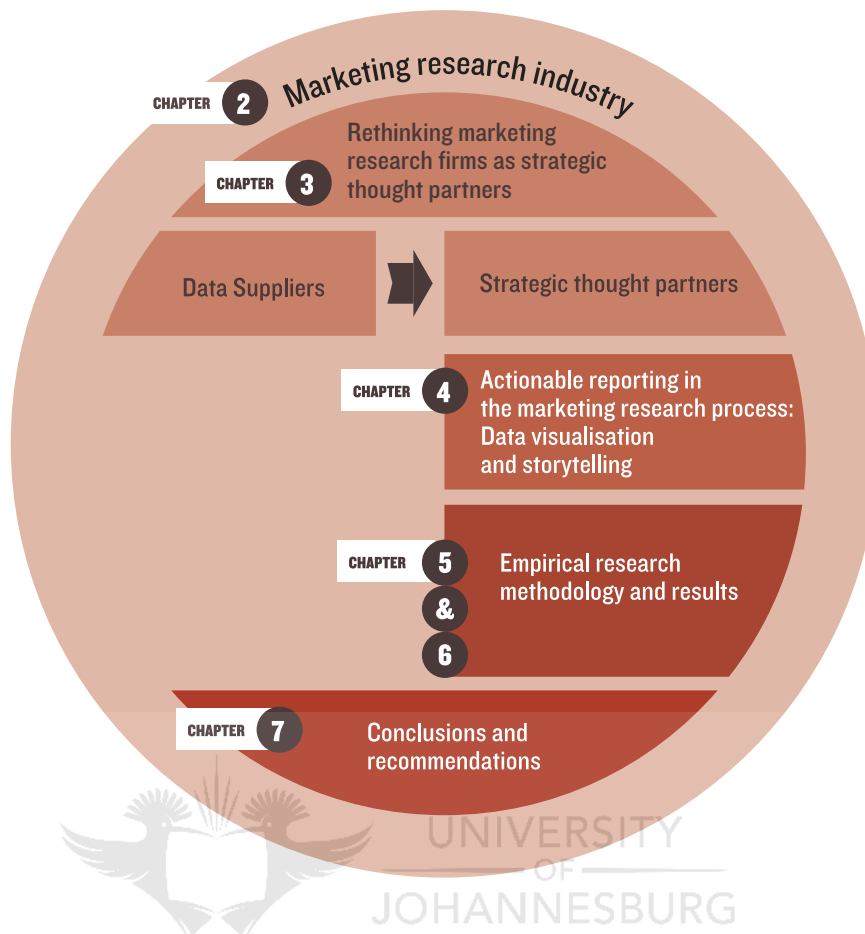 Marketing research industry
CHAPTER 2
Rethinking marketing
research firms as strategic
thought partners
CHAPTER 3
Data Suppliers
Strategic thought partners
CHAPTER 4
Actionable reporting in
the marketing research process:
Data visualisation
and storytelling
CHAPTER 5
&
6
Empirical research
methodology and results
CHAPTER 7
Conclusions and
recommendations
UNIVERSITY
OF
JOHANNESBURG